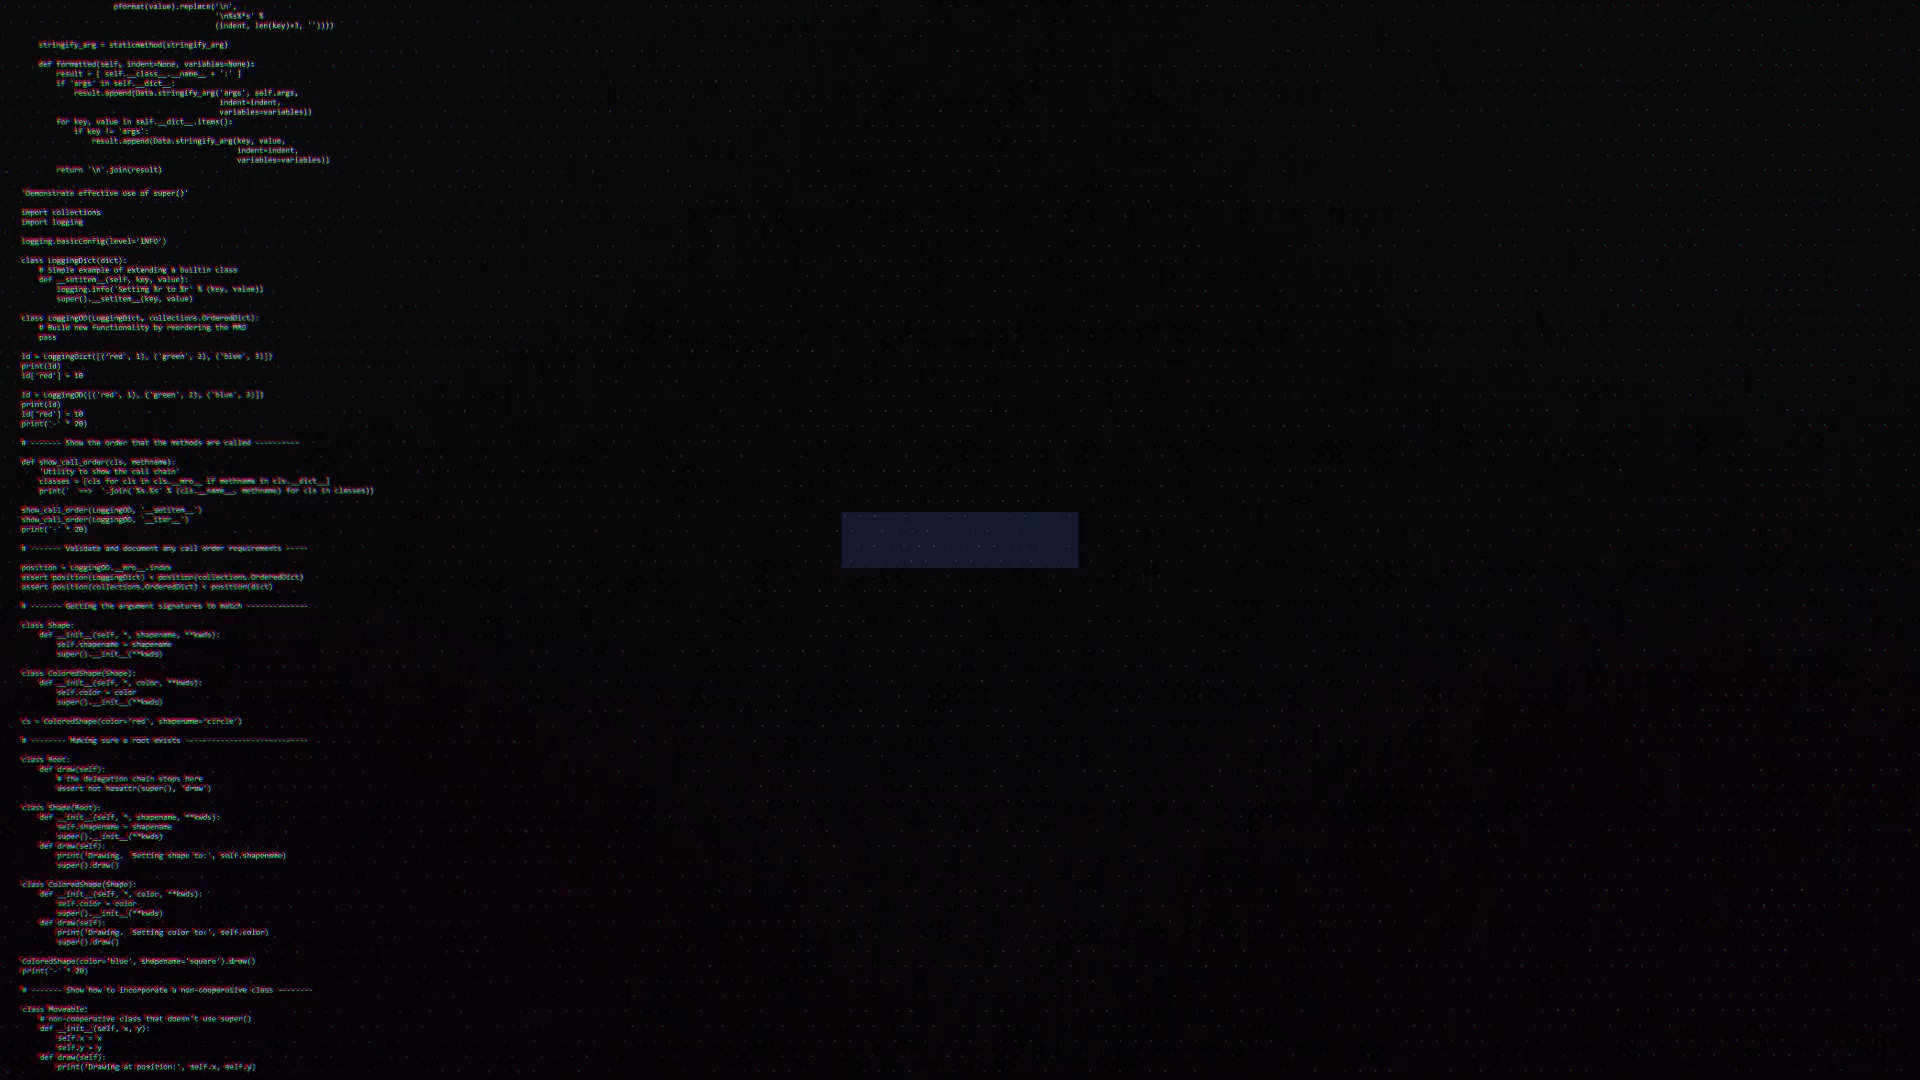 pformat(value).replace('\n',
'\n%s%*s' %
(indent, len(key)+3, ''))))
stringify_arg = staticmethod(stringify_arg)
def formatted(self, indent=None, variables=None):
result = [ self.__class__.__name__ + ':' ]
if 'args' in self.__dict__:
result.append(Data.stringify_arg('args', self.args,
indent=indent,
variables=variables))
for key, value in self.__dict__.items():
if key != 'args':
result.append(Data.stringify_arg(key, value,
indent=indent,
variables=variables))
return '\n'.join(result)
'Demonstrate effective use of super()'
import collections
import logging
logging.basicConfig(level='INFO')
class LoggingDict(dict):
# Simple example of extending a builtin class
def __setitem__(self, key, value):
logging.info('Setting %r to %r' % (key, value))
super().__setitem__(key, value)
class LoggingOD(LoggingDict, collections.OrderedDict):
# Build new functionality by reordering the MRO
pass
ld = LoggingDict([('red', 1), ('green', 2), ('blue', 3)])
print(ld)
ld['red'] = 10
ld = LoggingOD([('red', 1), ('green', 2), ('blue', 3)])
print(ld)
ld['red'] = 10
print('-' * 20)
# ------- Show the order that the methods are called ----------
def show_call_order(cls, methname):
'Utility to show the call chain'
classes = [cls for cls in cls.__mro__ if methname in cls.__dict__]
print('  ==>  '.join('%s.%s' % (cls.__name__, methname) for cls in classes))
show_call_order(LoggingOD, '__setitem__')
show_call_order(LoggingOD, '__iter__')
print('-' * 20)
# ------- Validate and document any call order requirements -----
position = LoggingOD.__mro__.index
assert position(LoggingDict) < position(collections.OrderedDict)
assert position(collections.OrderedDict) < position(dict)
# ------- Getting the argument signatures to match --------------
class Shape:
def __init__(self, *, shapename, **kwds):
self.shapename = shapename
super().__init__(**kwds)
class ColoredShape(Shape):
def __init__(self, *, color, **kwds):
self.color = color
super().__init__(**kwds)
cs = ColoredShape(color='red', shapename='circle')
# -------- Making sure a root exists ----------------------------
class Root:
def draw(self):
# the delegation chain stops here
assert not hasattr(super(), 'draw')
class Shape(Root):
def __init__(self, *, shapename, **kwds):
self.shapename = shapename
super().__init__(**kwds)
def draw(self):
print('Drawing.  Setting shape to:', self.shapename)
super().draw()
class ColoredShape(Shape):
def __init__(self, *, color, **kwds):
self.color = color
super().__init__(**kwds)
def draw(self):
print('Drawing.  Setting color to:', self.color)
super().draw()
ColoredShape(color='blue', shapename='square').draw()
print('-' * 20)
# ------- Show how to incorporate a non-cooperative class --------
class Moveable:
# non-cooperative class that doesn't use super()
def __init__(self, x, y):
self.x = x
self.y = y
def draw(self):
print('Drawing at position:', self.x, self.y)